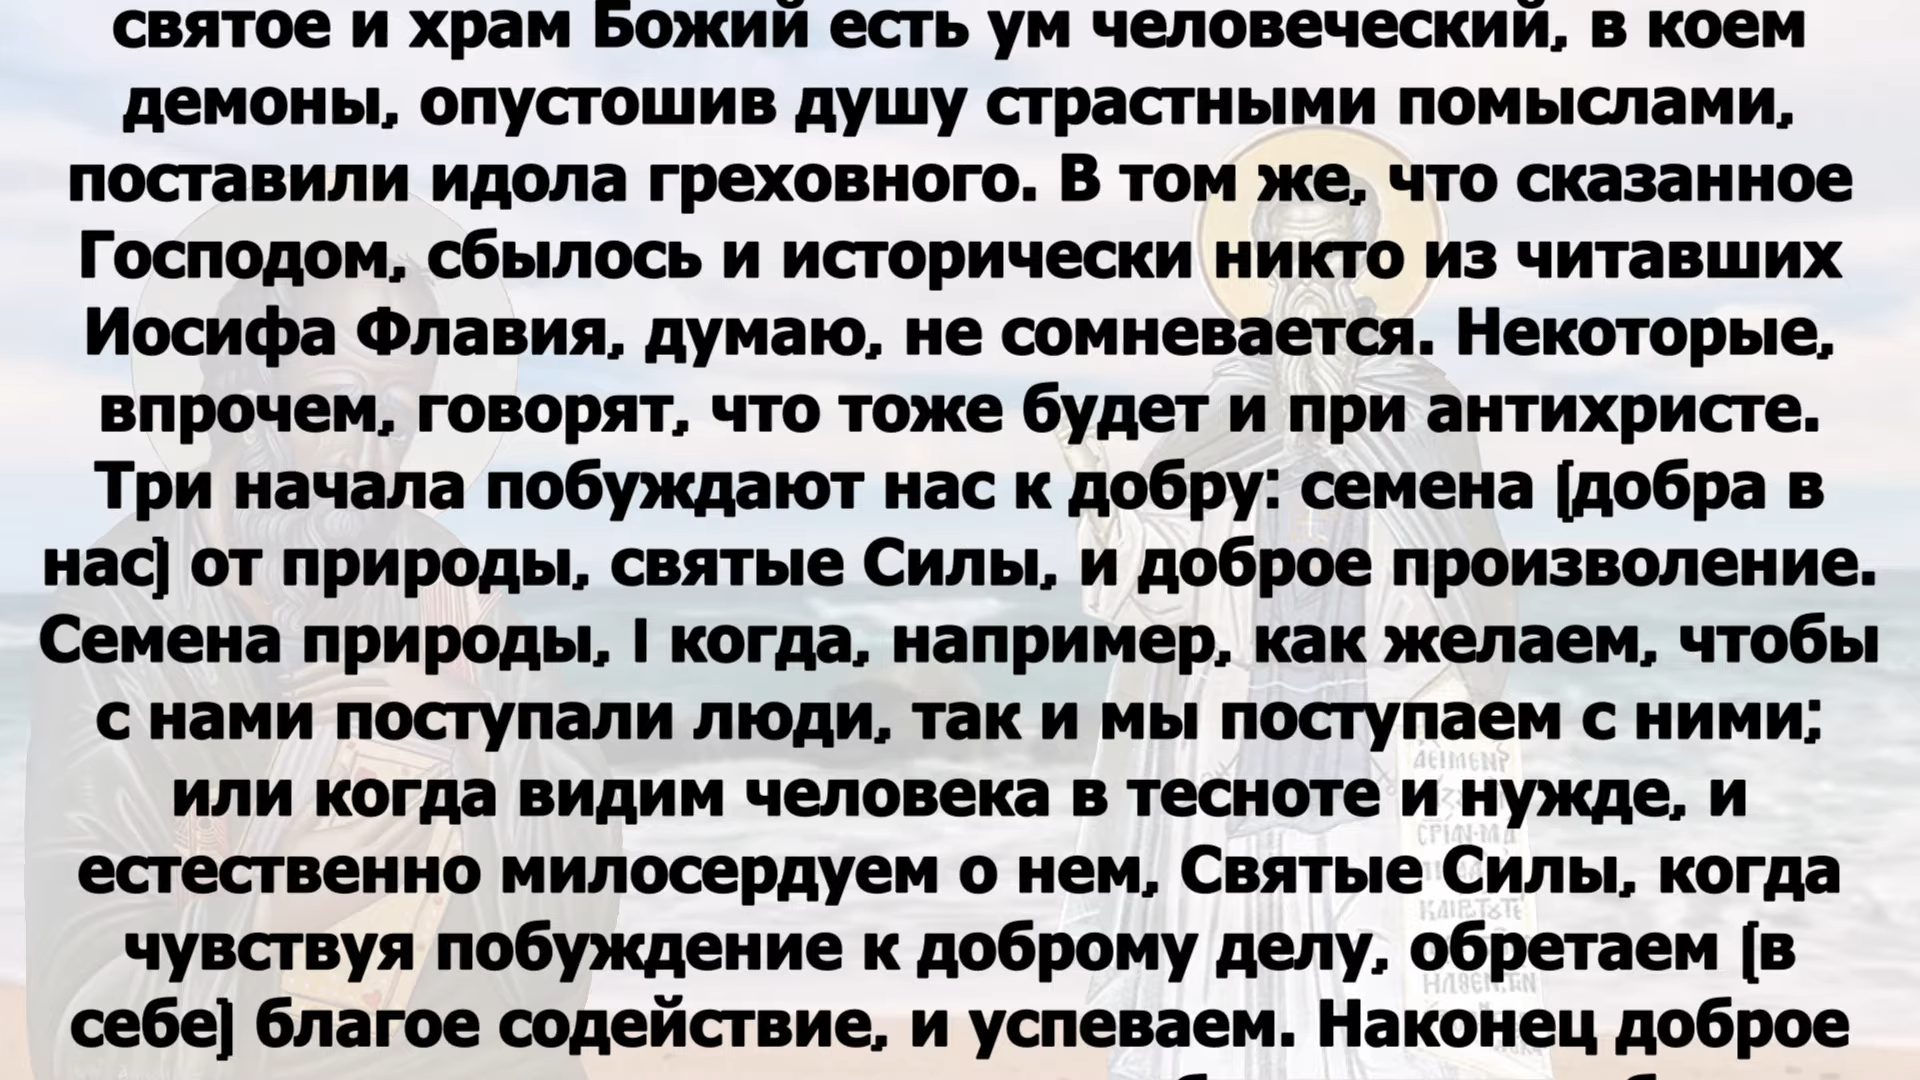 святое и храм Божий есть ум человеческий, в коем
демоны, опустошив душу страстными помыслами,
поставили идола греховного. В том же, что сказанное
Господом, сбылось и исторически никто из читавших
Иосифа Флавия, думаю, не сомневается. Некоторые,
впрочем, говорят, что тоже будет и при антихристе.
Три начала побуждают нас к добру: семена [добра в
нас] от природы, святые Силы, и доброе произволение.
Семена природы, I когда, например, как желаем, чтобы
с нами поступали люди, так и мы поступаем с ними;
или когда видим человека в тесноте и нужде, и
естественно милосердуем о нем, Святые Силы, когда
чувствуя побуждение к доброму делу, обретаем [в
себе] благое содействие, и успеваем. Наконец доброе